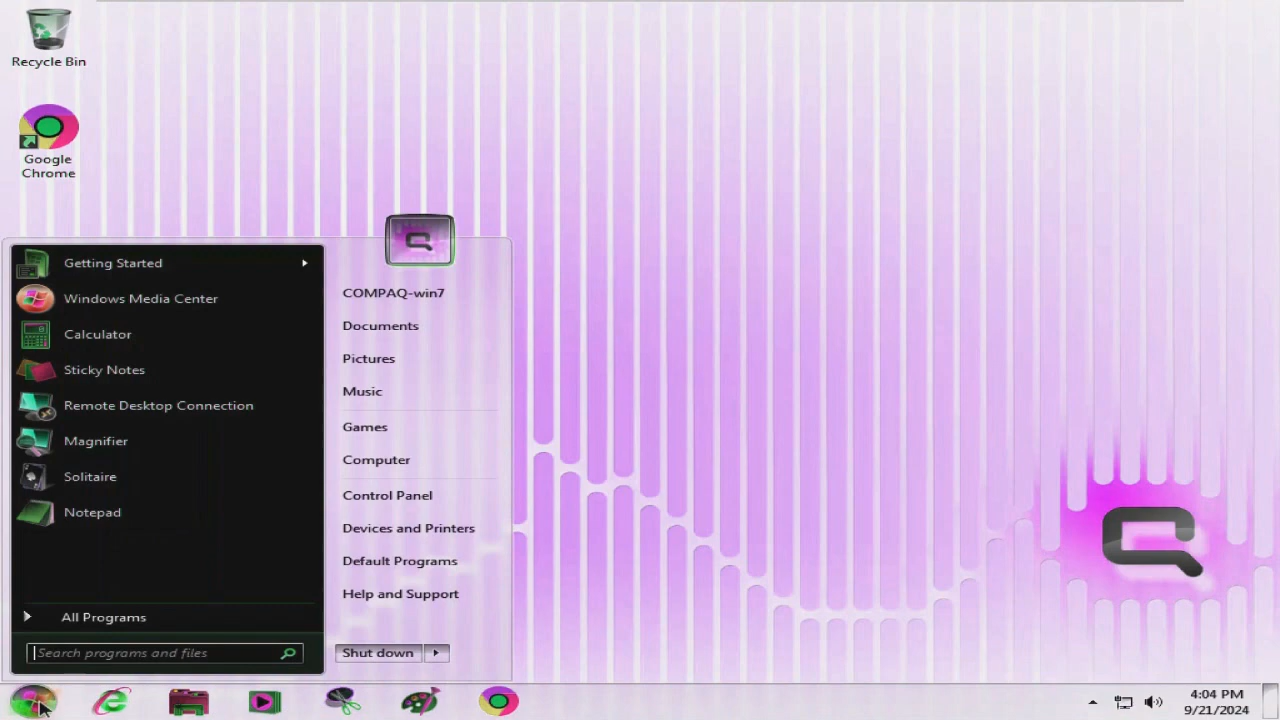 Recycle Bin
Google
Chrome
Getting Started
Windows Media Center
Calculator
Sticky Notes
Remote Desktop Connection
Magnifier
Solitaire
Notepad
All Programs
Search programs and files
COMPAQ-win7
Documents
Pictures
Music
Games
Computer
Control Panel
Devices and Printers
Default Programs
Help and Support
Shut down
4:04 PM
9/21/2024